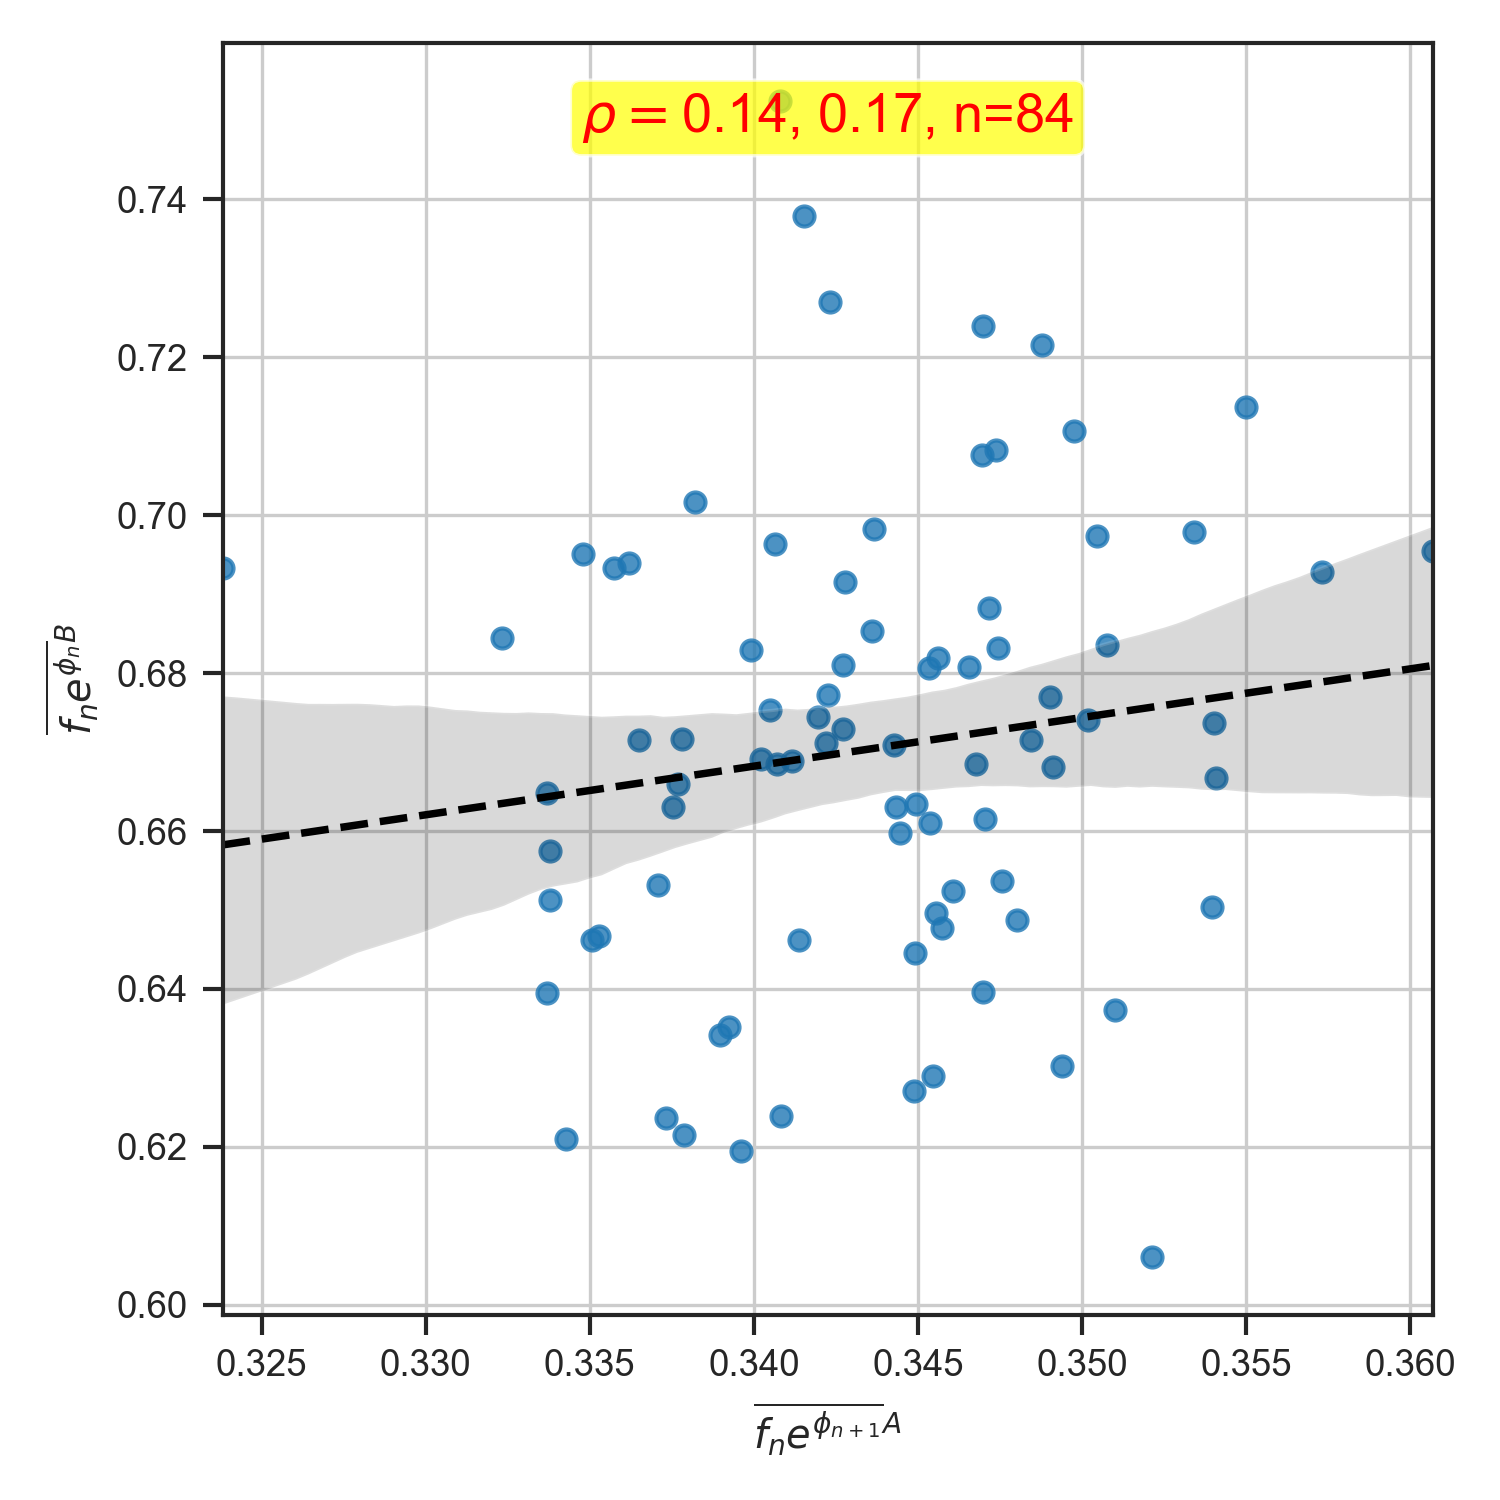 ρ = 0.14, 0.17, n=84
0.74
0.72
0.70
0.68
0.66
0.64
0.62
0.60
$\overline{f_n e^{\phi_n}}^{B}$
0.325 0.330 0.335 0.340 0.345 0.350 0.355 0.360
$\overline{f_n e^{\phi_{n+1}}}^{A}$